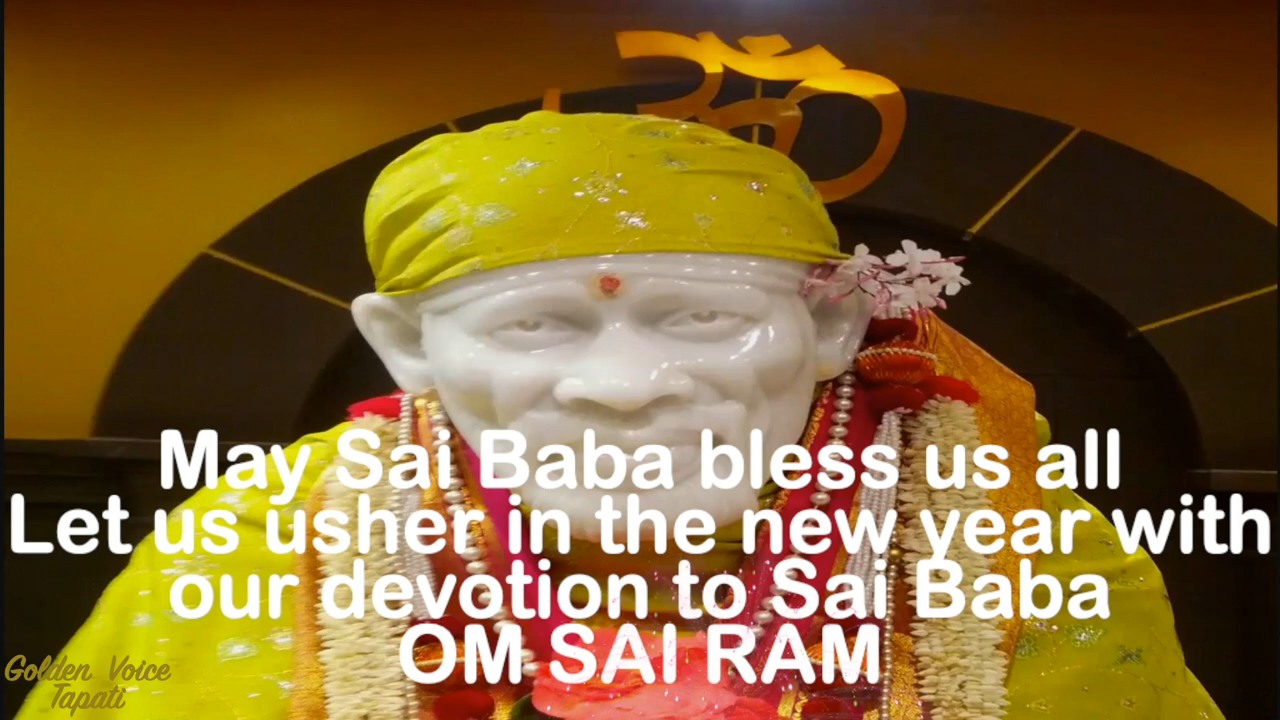 ॐ
May Sai Baba bless us all
Let us usher in the new year with
our devotion to Sai Baba
OM SAI RAM
Golden Voice
Tapati